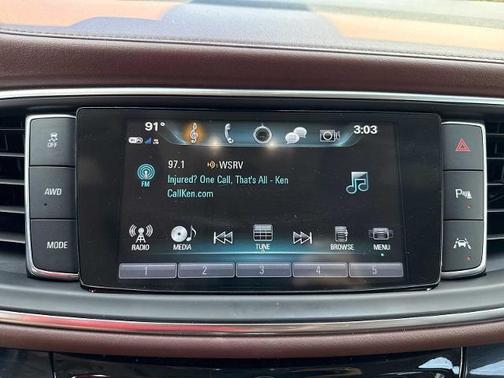 91° 3:03
OFF
97.1 HD WSRV
FM
Injured? One Call, That's All - Ken
CallKen.com
AWD
MODE
RADIO MEDIA TUNE BROWSE MENU
1 2 3 4 5